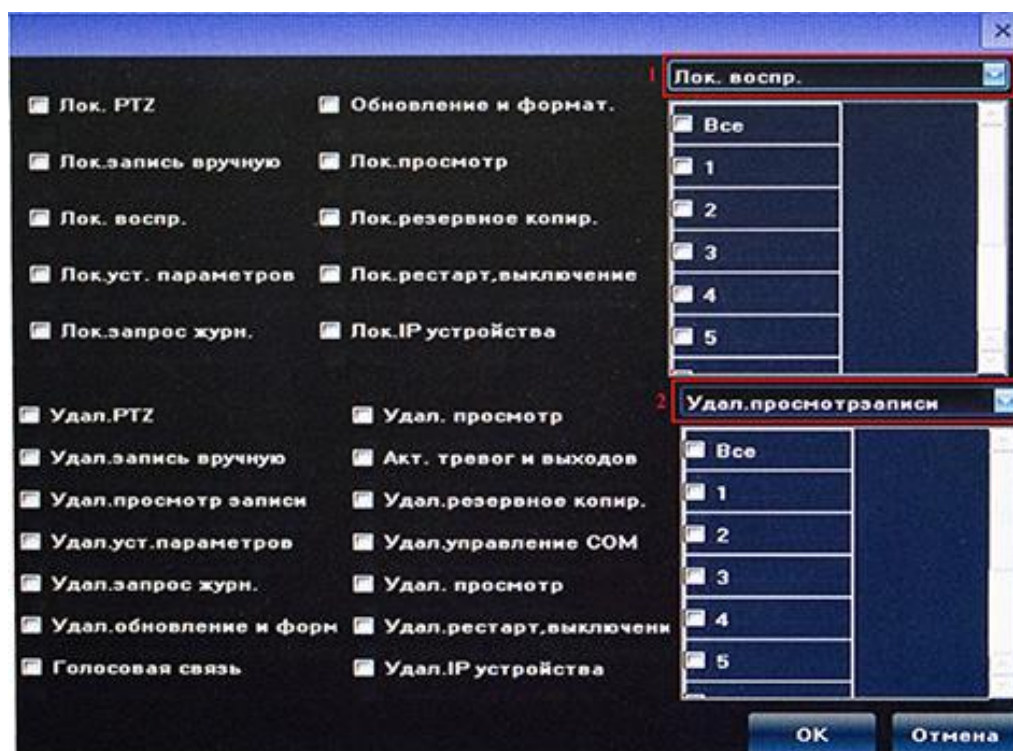 1 Лок. воспр.
Лок. PTZ
Обновление и формат.
Лок.запись вручную
Лок.просмотр
Лок. воспр.
Лок.резервное копир.
Лок.уст. параметров
Лок.рестарт,выключение
Лок.запрос журн.
Лок.IP устройства
Все
1
2
3
4
5
2 Удал.просмотрзаписи
Удал.PTZ
Удал. просмотр
Удал.запись вручную
Акт. тревог и выходов
Удал.просмотр записи
Удал.резервное копир.
Удал.уст.параметров
Удал.управление COM
Удал.запрос журн.
Удал. просмотр
Удал.обновление и форм
Удал.рестарт,выключени
Голосовая связь
Удал.IP устройства
Все
1
2
3
4
5
OK
Отмена